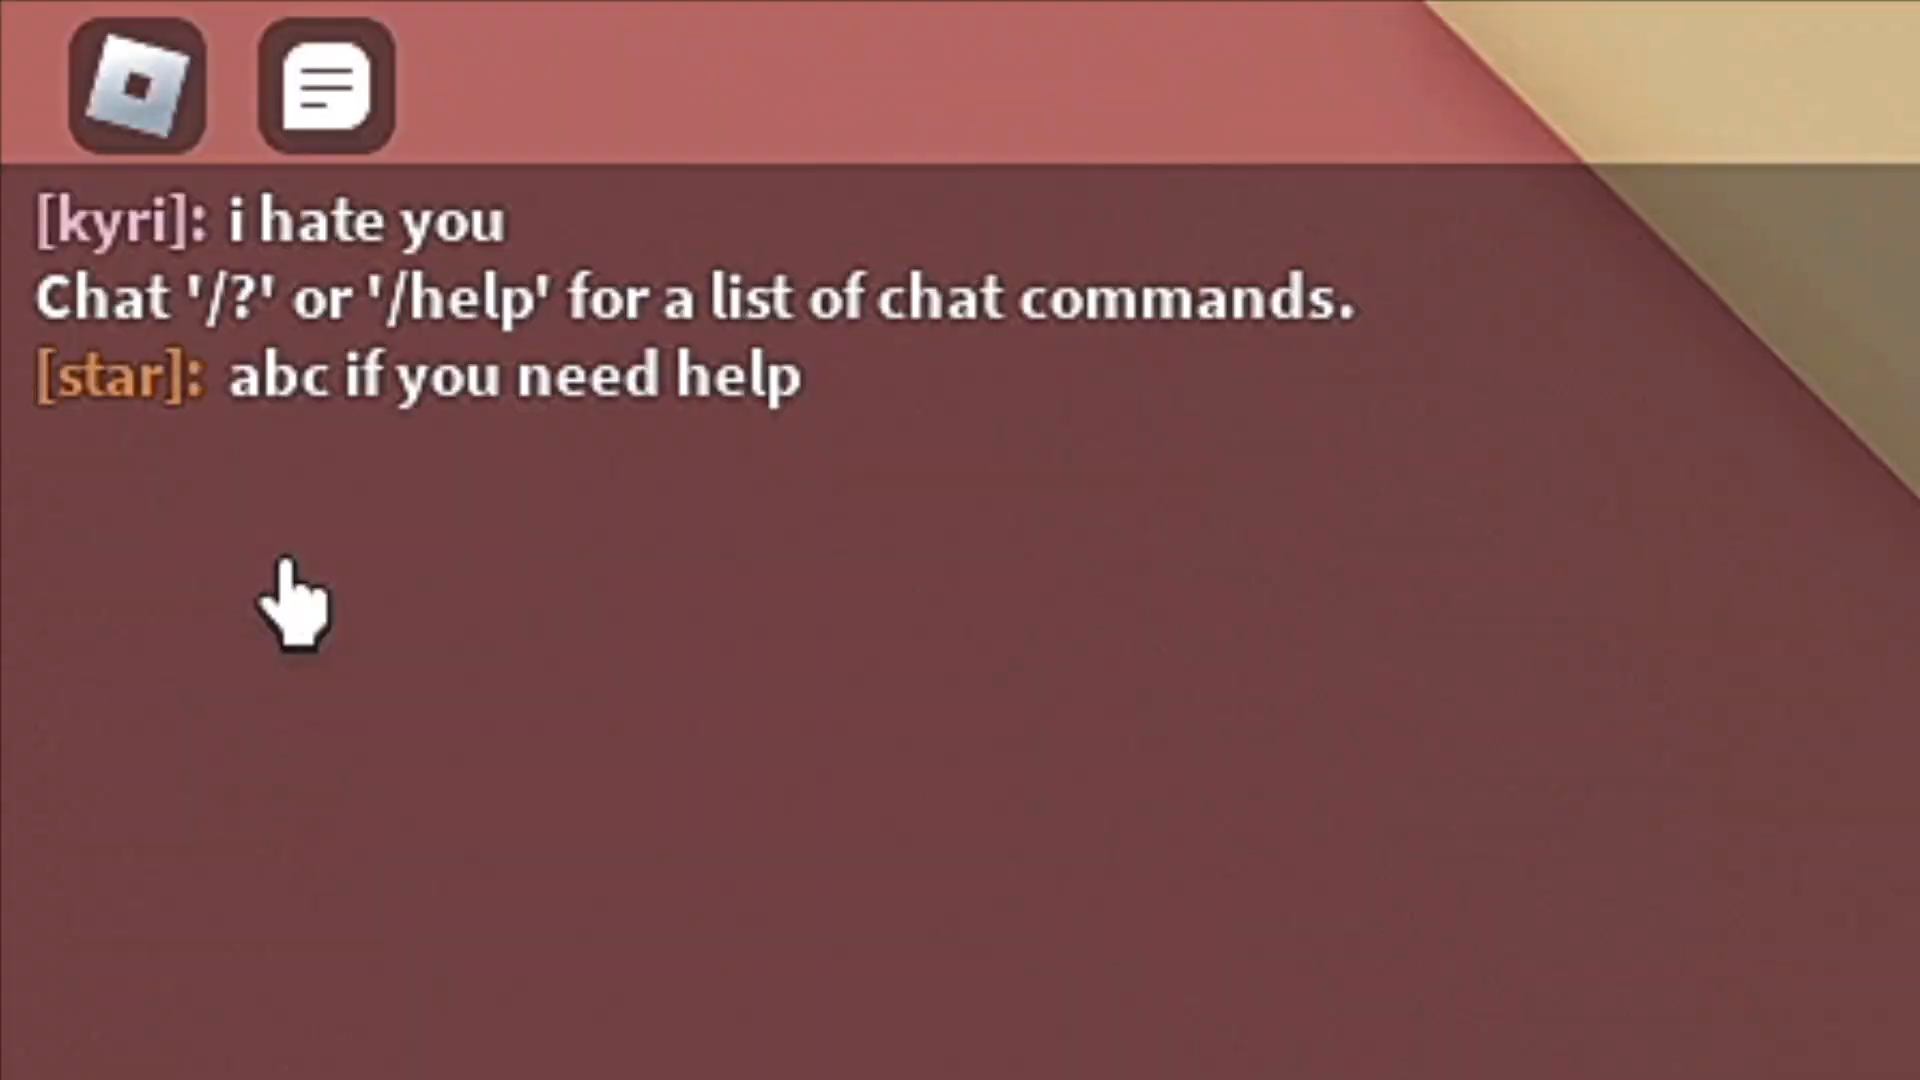 [kyri]: i hate you
Chat '/?' or '/help' for a list of chat commands.
[star]: abc if you need help